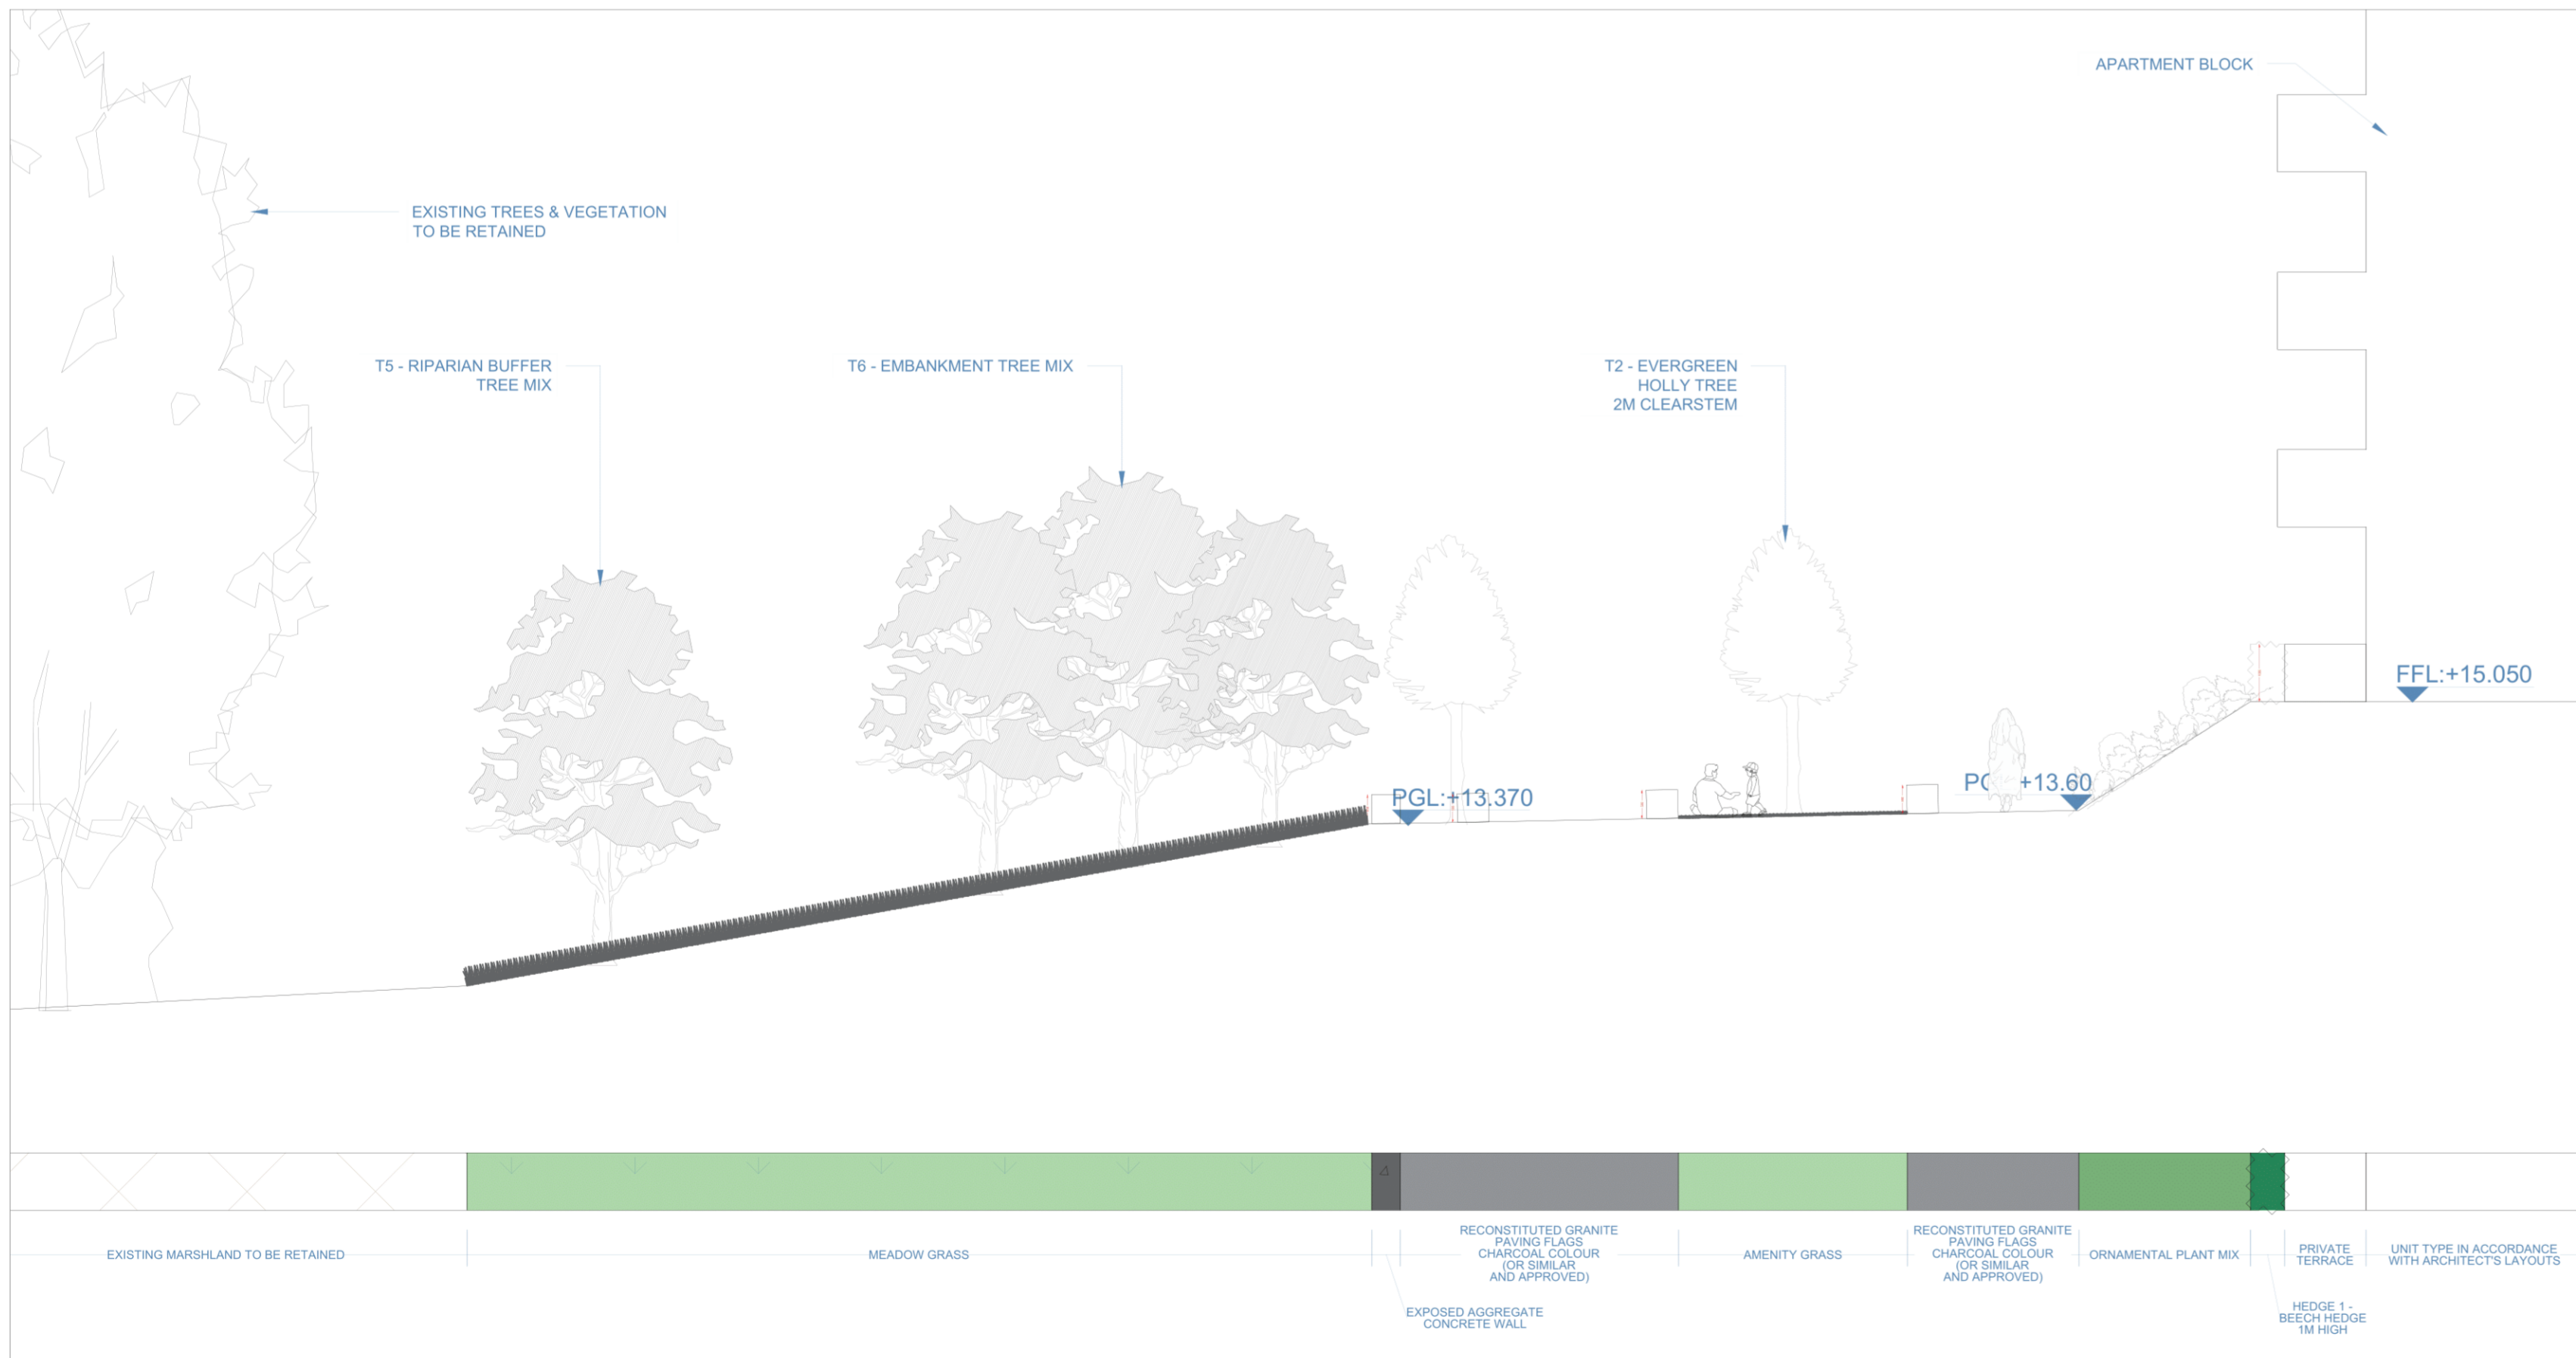 APARTMENT BLOCK
EXISTING TREES & VEGETATION
TO BE RETAINED
T5 - RIPARIAN BUFFER
TREE MIX
T6 - EMBANKMENT TREE MIX
T2 - EVERGREEN
HOLLY TREE
2M CLEARSTEM
FFL:+15.050
PGL:+13.370
+13.60
EXISTING MARSHLAND TO BE RETAINED
MEADOW GRASS
EXPOSED AGGREGATE
CONCRETE WALL
RECONSTITUTED GRANITE
PAVING FLAGS
CHARCOAL COLOUR
(OR SIMILAR
AND APPROVED)
AMENITY GRASS
RECONSTITUTED GRANITE
PAVING FLAGS
CHARCOAL COLOUR
(OR SIMILAR
AND APPROVED)
ORNAMENTAL PLANT MIX
HEDGE 1 -
BEECH HEDGE
1M HIGH
PRIVATE
TERRACE
UNIT TYPE IN ACCORDANCE
WITH ARCHITECT'S LAYOUTS